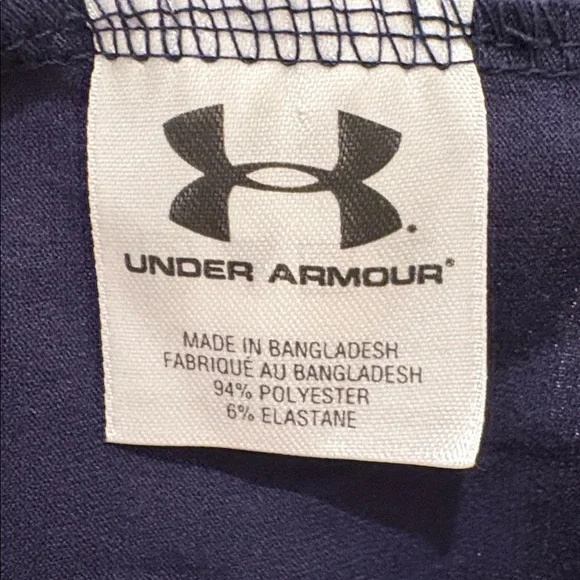 UNDER ARMOUR®
MADE IN BANGLADESH
FABRIQUÉ AU BANGLADESH
94% POLYESTER
6% ELASTANE